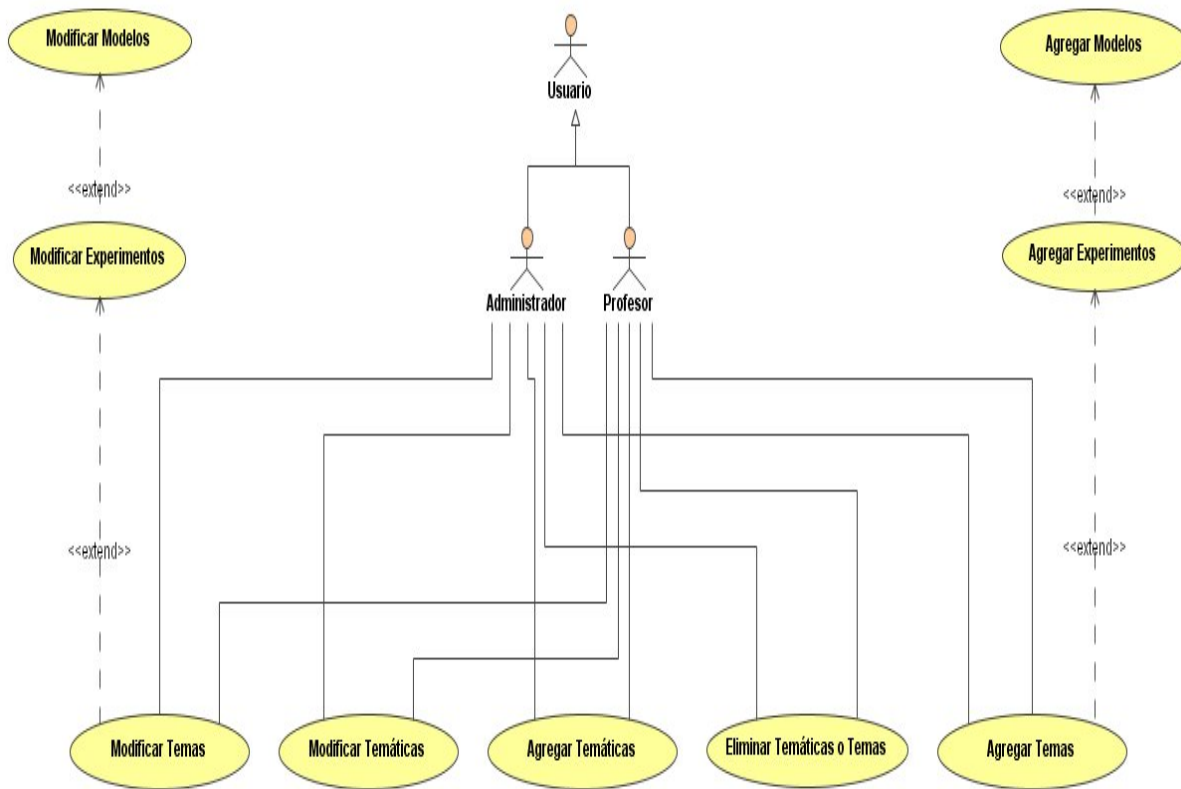 Modificar Modelos
Agregar Modelos
Usuario
<<extend>>
<<extend>>
Modificar Experimentos
Agregar Experimentos
Administrador
Profesor
<<extend>>
<<extend>>
Modificar Temas
Modificar Temáticas
Agregar Temáticas
Eliminar Temáticas o Temas
Agregar Temas